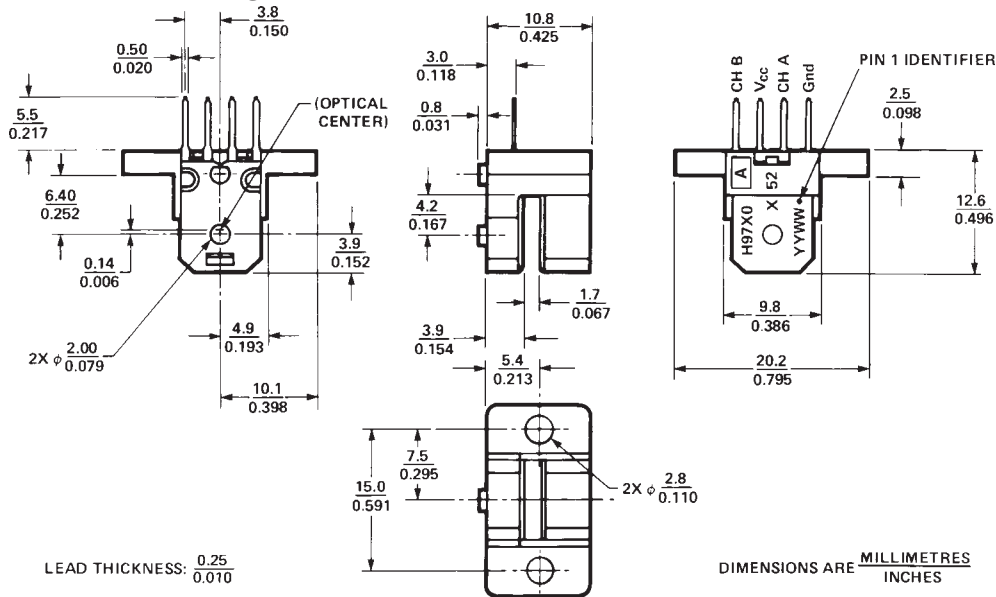 3.8
0.150
0.50
0.020
5.5
0.217
(OPTICAL
CENTER)
6.40
0.252
0.14
0.006
3.9
0.152
2X ϕ 2.00
0.079
4.9
0.193
10.1
0.398
10.8
0.425
3.0
0.118
0.8
0.031
4.2
0.167
1.7
0.067
3.9
0.154
CH B
Vcc
CH A
Gnd
PIN 1 IDENTIFIER
2.5
0.098
A
X 52
H97X0
YYWW
12.6
0.496
9.8
0.386
20.2
0.795
5.4
0.213
7.5
0.295
15.0
0.591
2X ϕ 2.8
0.110
LEAD THICKNESS: 0.25
0.010
DIMENSIONS ARE MILLIMETRES
INCHES